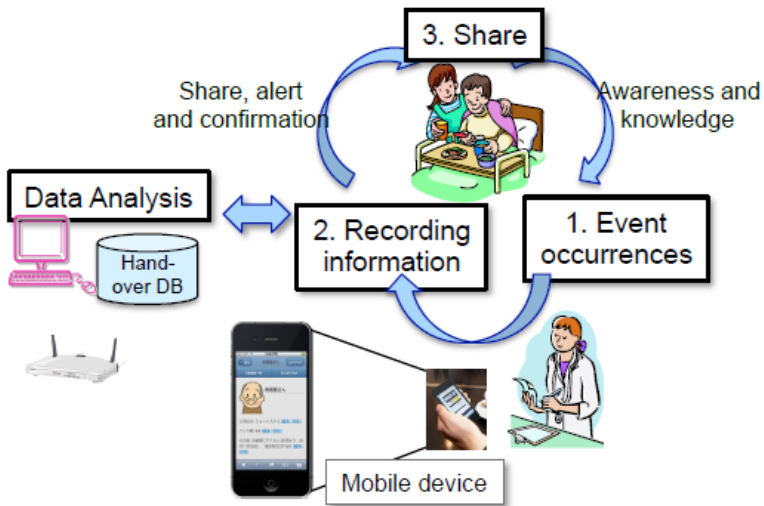 3. Share
Share, alert
and confirmation
Awareness and
knowledge
Data Analysis
2. Recording
information
1. Event
occurrences
Hand-
over DB
Mobile device